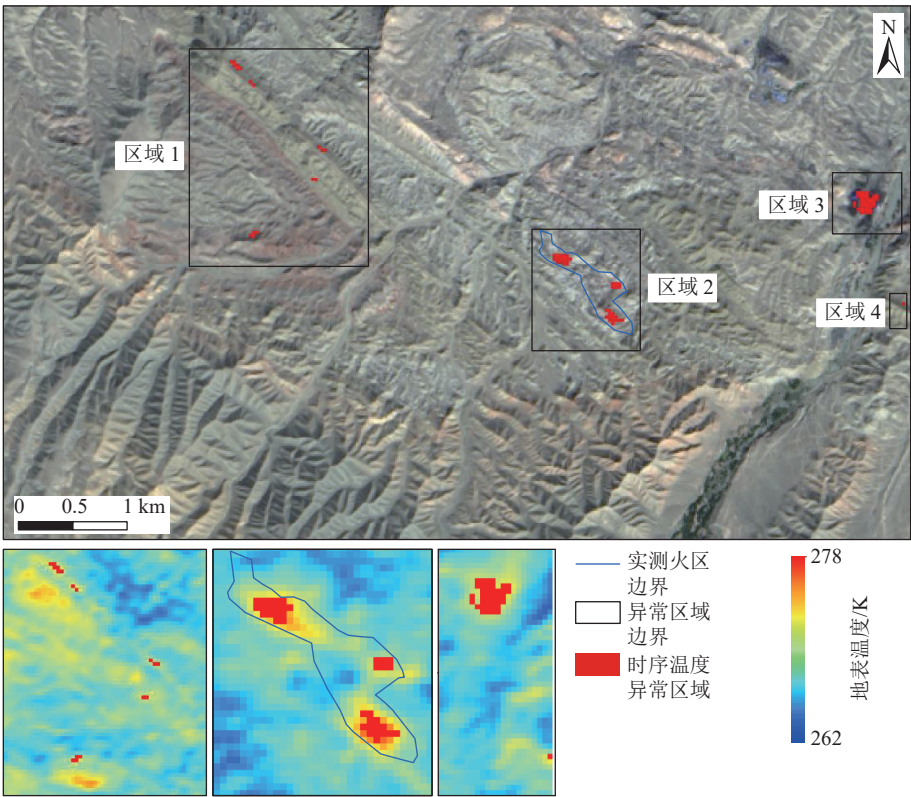 N
区域 1
区域 3
区域 2
区域 4
0 0.5 1 km
实测火区
边界
异常区域
边界
时序温度
异常区域
278
地表温度/K
262